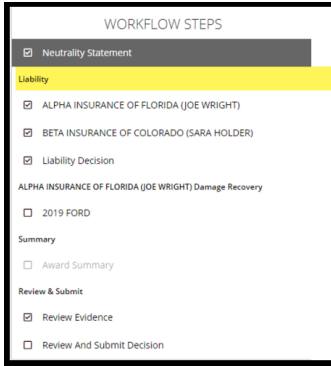 WORKFLOW STEPS
Neutrality Statement
Liability
ALPHA INSURANCE OF FLORIDA (JOE WRIGHT)
BETA INSURANCE OF COLORADO (SARA HOLDER)
Liability Decision
ALPHA INSURANCE OF FLORIDA (JOE WRIGHT) Damage Recovery
2019 FORD
Summary
Award Summary
Review & Submit
Review Evidence
Review And Submit Decision